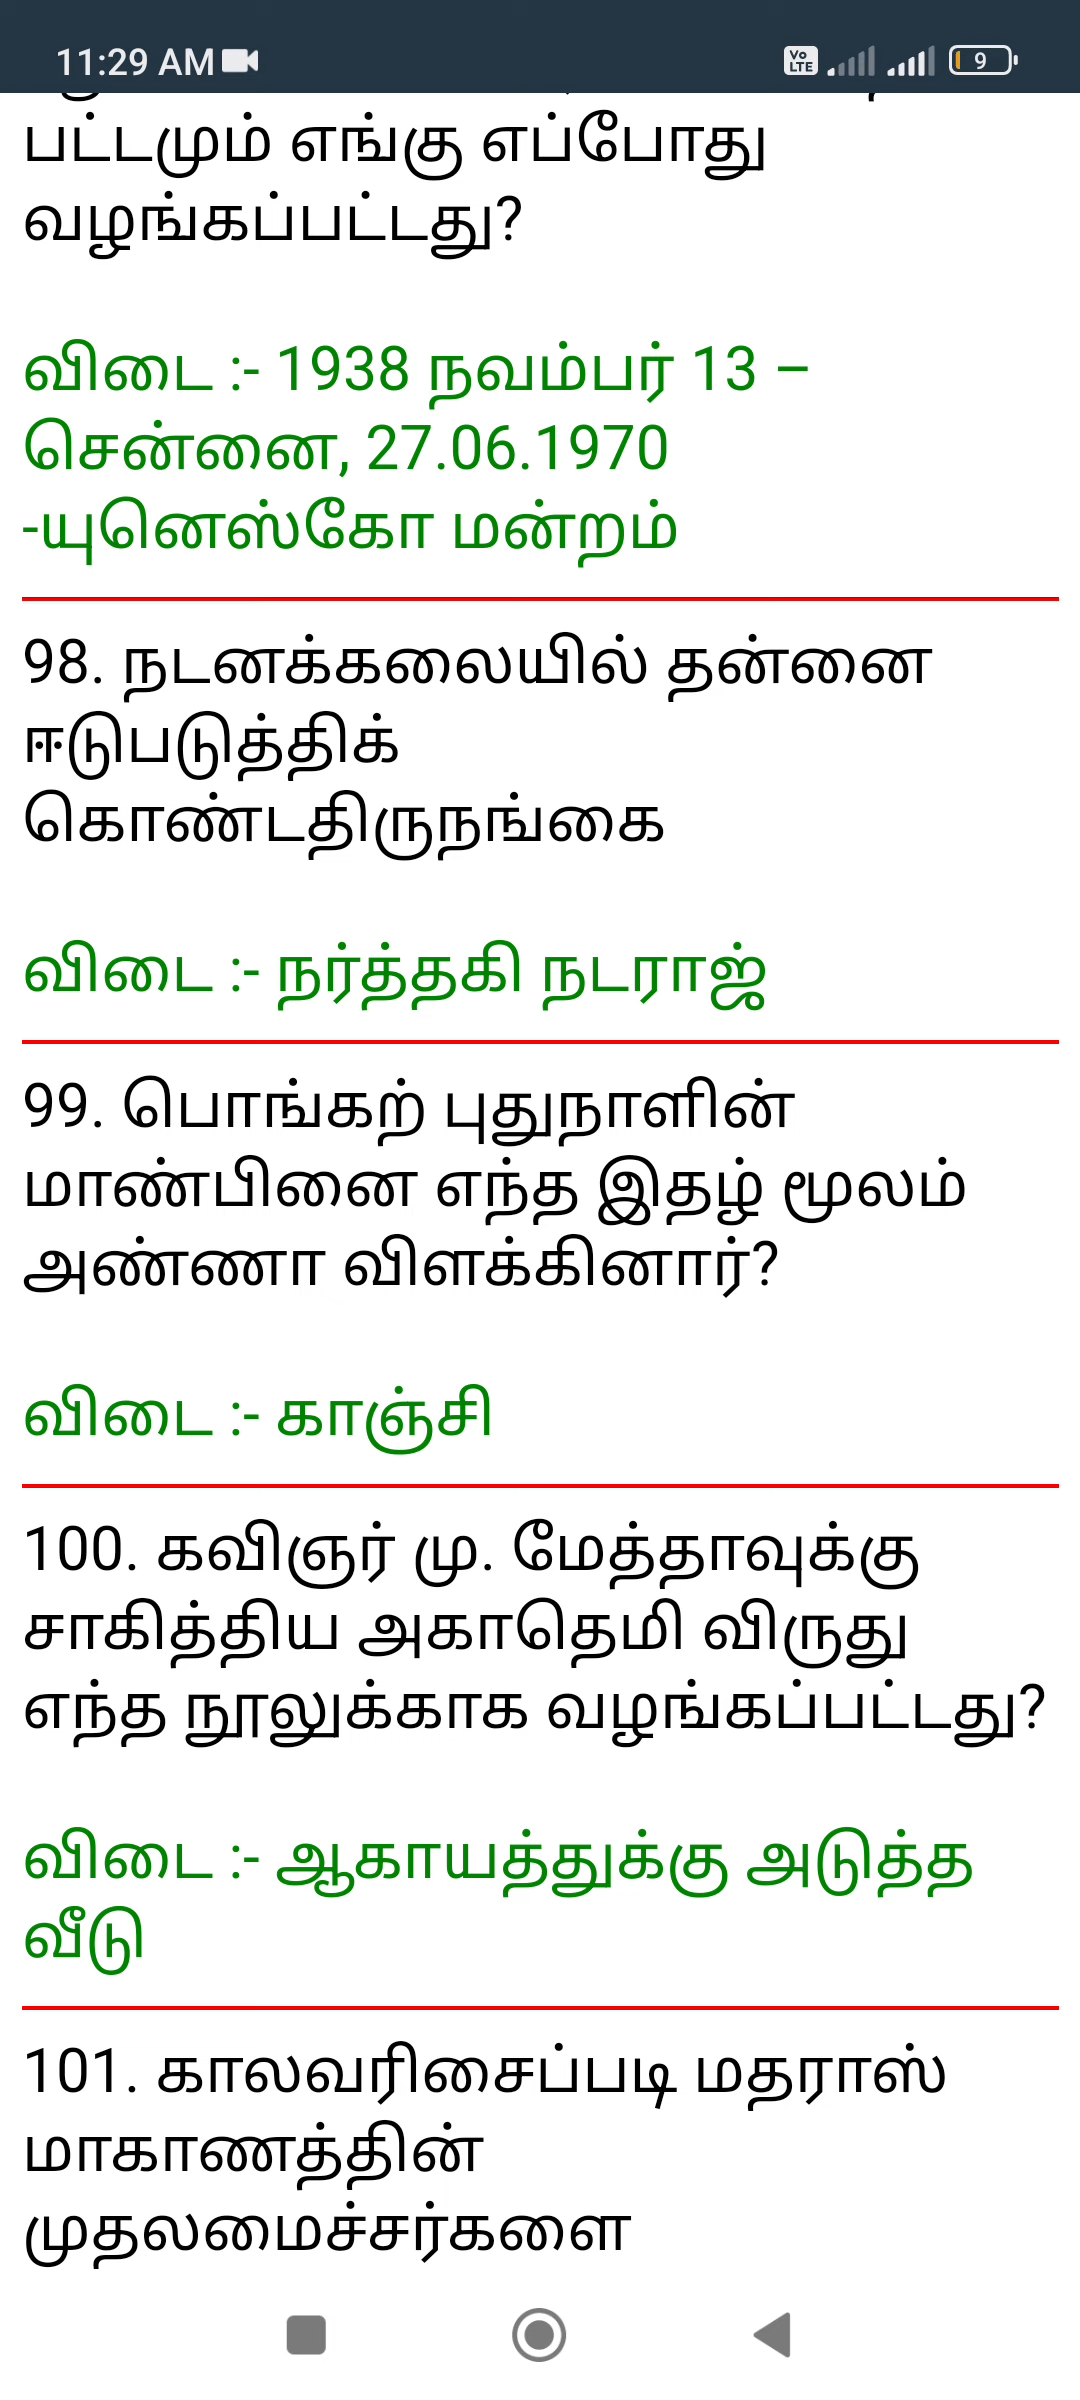 11:29 AM
Vo LTE
9
பட்டமும் எங்கு எப்போது
வழங்கப்பட்டது?
விடை :- 1938 நவம்பர் 13 –
சென்னை, 27.06.1970
-யுனெஸ்கோ மன்றம்
98. நடனக்கலையில் தன்னை
ஈடுபடுத்திக்
கொண்டதிருநங்கை
விடை :- நர்த்தகி நடராஜ்
99. பொங்கற் புதுநாளின்
மாண்பினை எந்த இதழ் மூலம்
அண்ணா விளக்கினார்?
விடை :- காஞ்சி
100. கவிஞர் மு. மேத்தாவுக்கு
சாகித்திய அகாதெமி விருது
எந்த நூலுக்காக வழங்கப்பட்டது?
விடை :- ஆகாயத்துக்கு அடுத்த
வீடு
101. காலவரிசைப்படி மதராஸ்
மாகாணத்தின்
முதலமைச்சர்களை